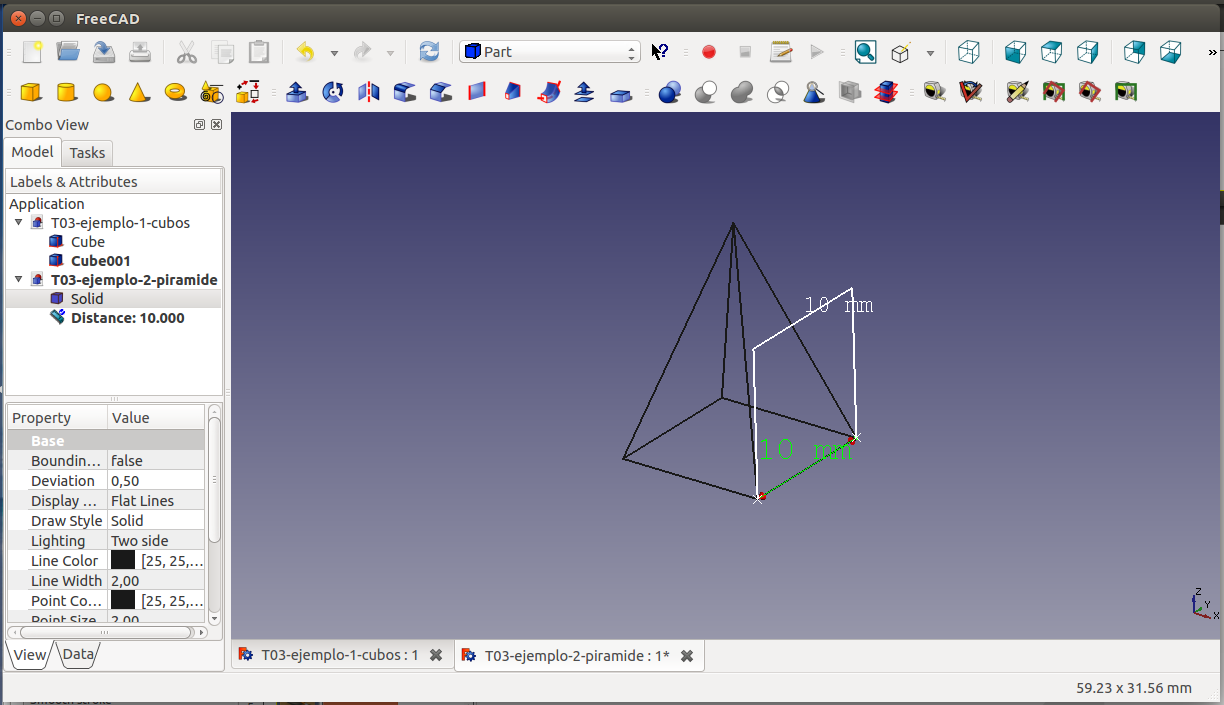 FreeCAD
Part
»
Combo View
Model
Tasks
Labels & Attributes
Application
T03-ejemplo-1-cubos
Cube
Cube001
T03-ejemplo-2-piramide
Solid
Distance: 10.000
10 mm
10 mm
Z
Y
X
Property Value
Base
Boundin... false
Deviation 0,50
Display ... Flat Lines
Draw Style Solid
Lighting Two side
Line Color [25, 25,...
Line Width 2,00
Point Co... [25, 25,...
Point Size 2,00
View
Data
T03-ejemplo-1-cubos : 1
T03-ejemplo-2-piramide : 1*
59.23 x 31.56 mm
Smooth stroke